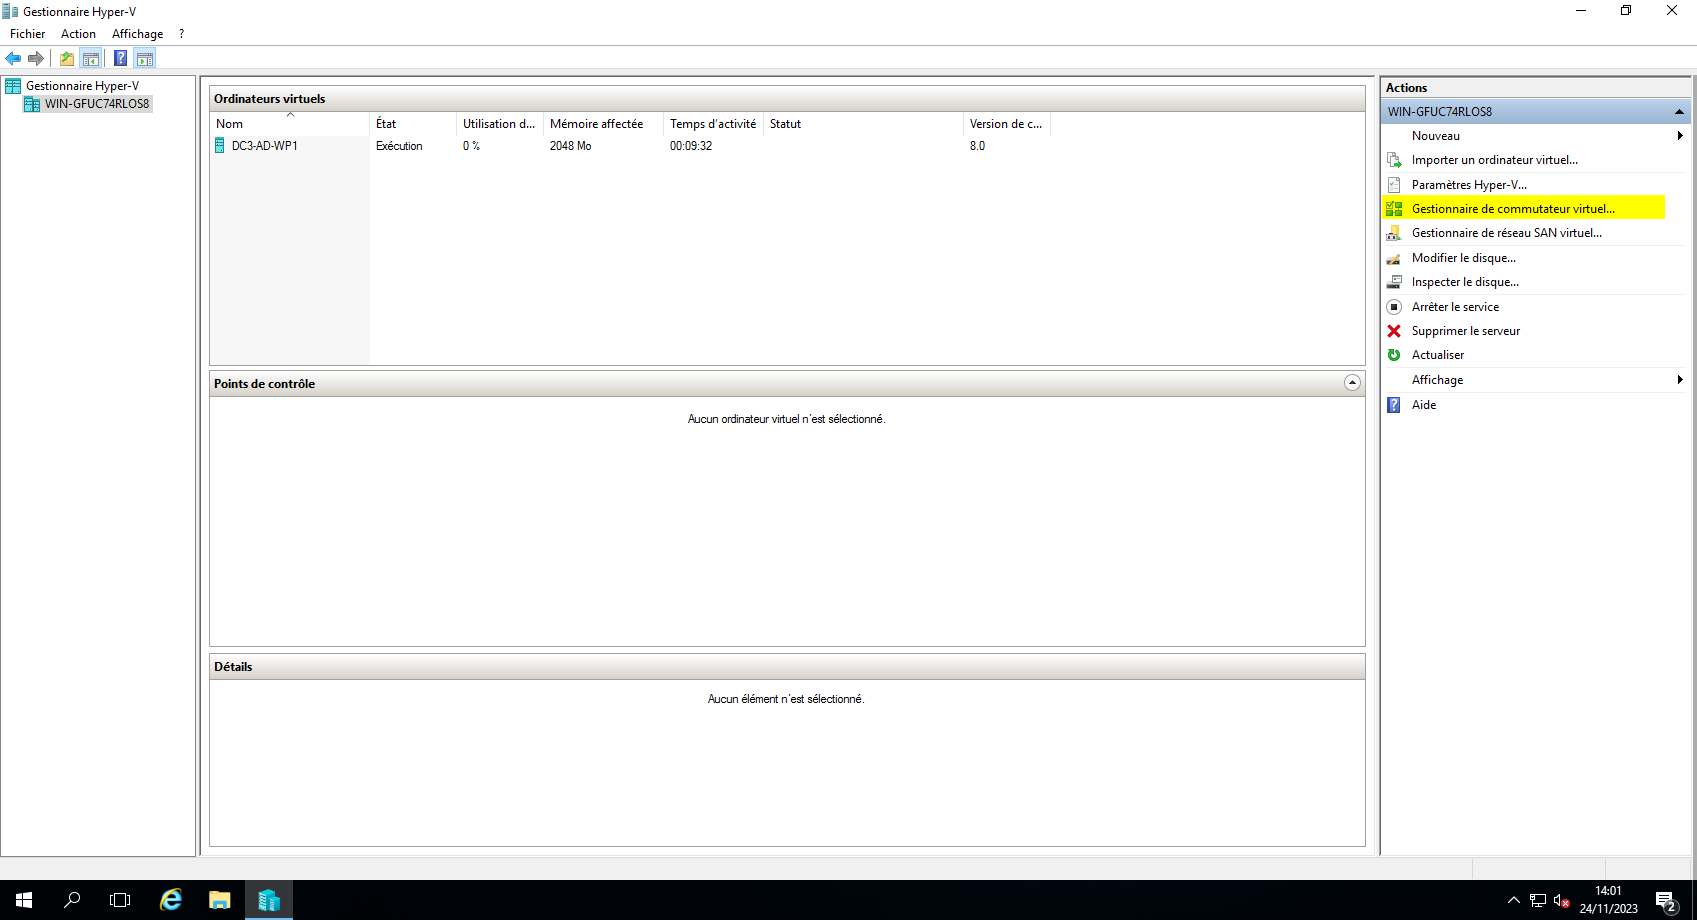 Gestionnaire Hyper-V
Fichier Action Affichage ?
Gestionnaire Hyper-V
WIN-GFUC74RLOS8
Ordinateurs virtuels
Nom État Utilisation d... Mémoire affectée Temps d'activité Statut Version de c...
DC3-AD-WP1 Exécution 0 % 2048 Mo 00:09:32 8.0
Points de contrôle
Aucun ordinateur virtuel n'est sélectionné.
Détails
Aucun élément n'est sélectionné.
Actions
WIN-GFUC74RLOS8
Nouveau
Importer un ordinateur virtuel...
Paramètres Hyper-V...
Gestionnaire de commutateur virtuel...
Gestionnaire de réseau SAN virtuel...
Modifier le disque...
Inspecter le disque...
Arrêter le service
Supprimer le serveur
Actualiser
Affichage
Aide
14:01
24/11/2023
2